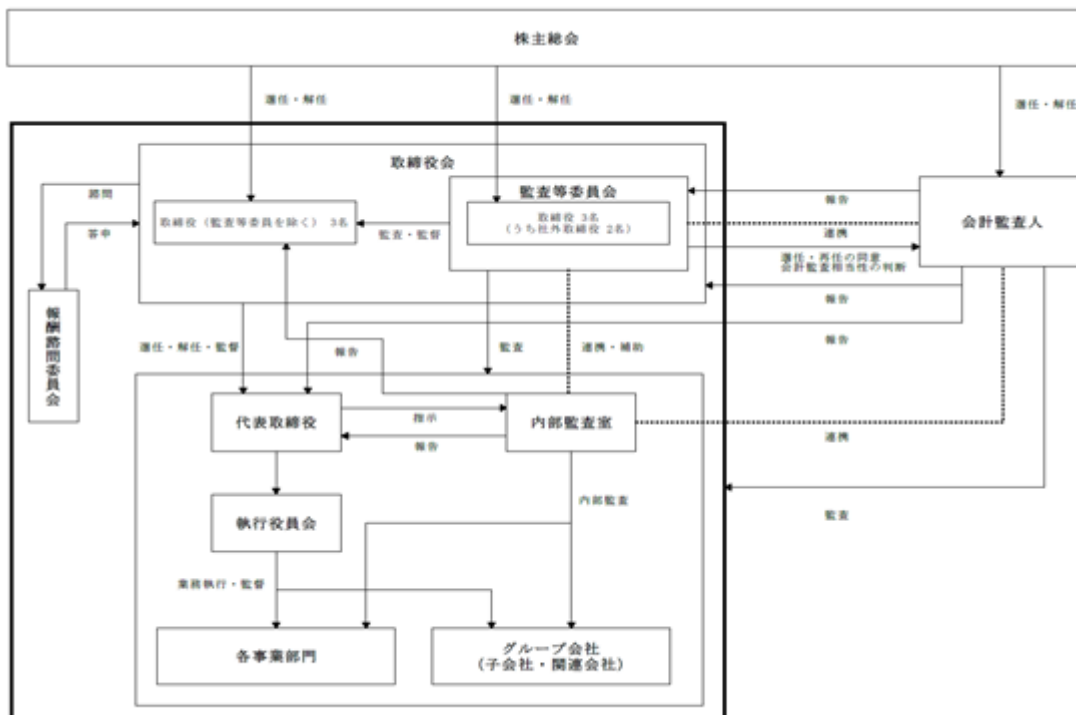 株主総会
選任・解任
選任・解任
選任・解任
取締役会
監査等委員会
諮問
答申
取締役（監査等委員を除く） 3名
監査・監督
取締役 3名
（うち社外取締役 2名）
報告
連携
会計監査人
選任・再任の同意
会計監査相当性の判断
報告
報酬諮問委員会
選任・解任・監督
報告
監査
連携・補助
報告
代表取締役
指示
報告
内部監査室
連携
執行役員会
内部監査
監査
業務執行・監督
各事業部門
グループ会社
（子会社・関連会社）